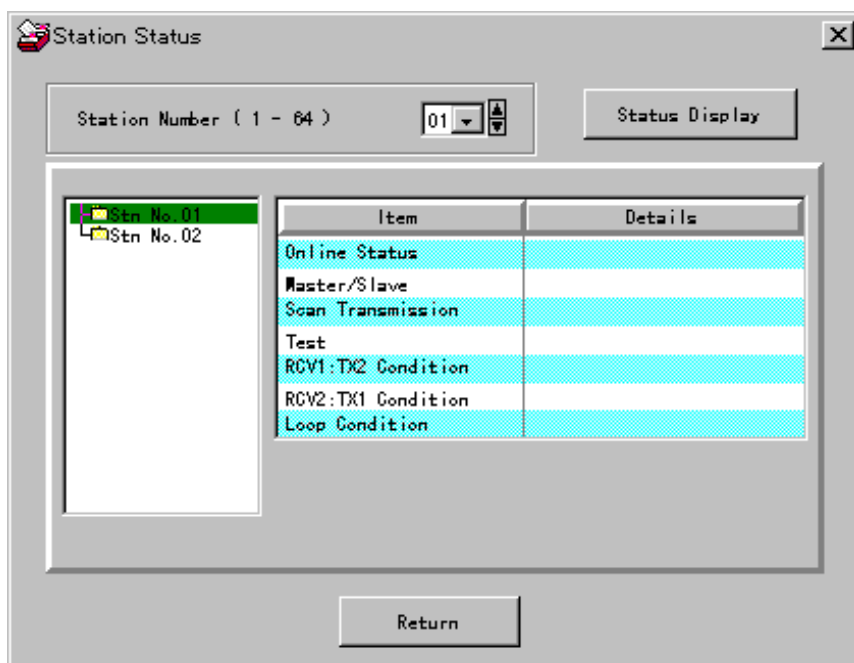 Station Status
Station Number ( 1 - 64 ) 01 Status Display
Stn No.01
Stn No.02
Item Details
Online Status
Master/Slave
Scan Transmission
Test
RCV1:TX2 Condition
RCV2:TX1 Condition
Loop Condition
Return